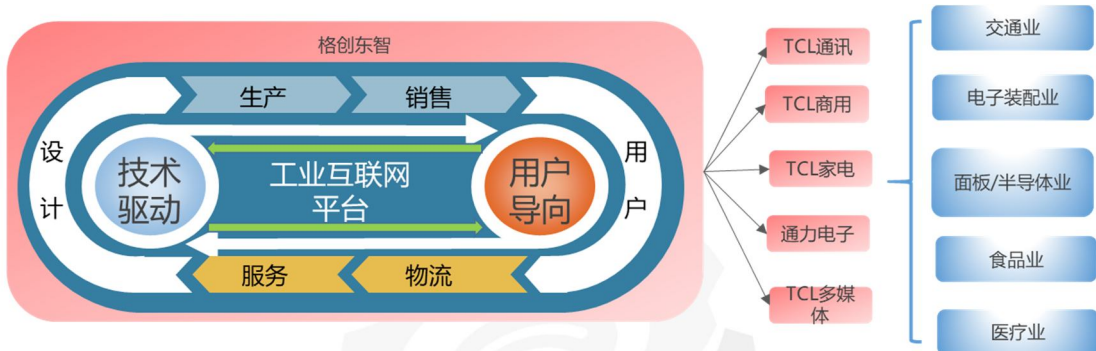 格创东智
生产
销售
设
计
技术
驱动
工业互联网
平台
用户
导向
用
户
服务
物流
TCL通讯
TCL商用
TCL家电
通力电子
TCL多媒
体
交通业
电子装配业
面板/半导体业
食品业
医疗业